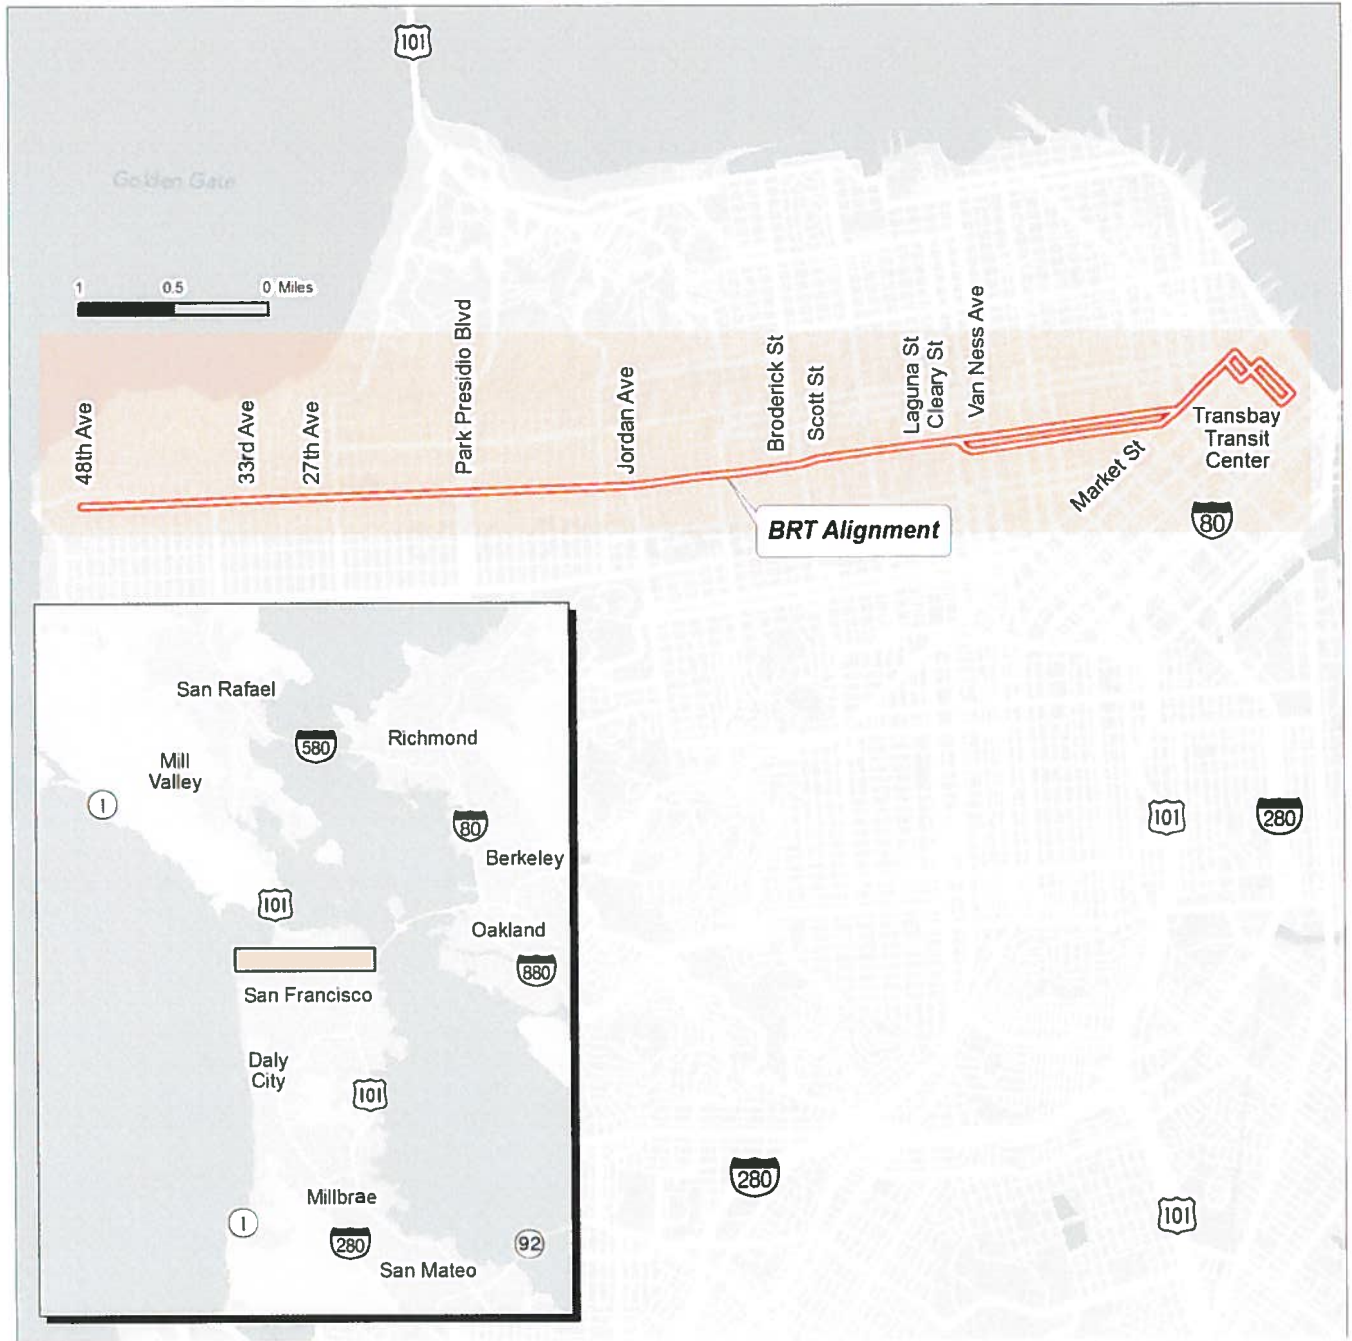 101
Golden Gate
1 0.5 0 Miles
48th Ave
33rd Ave
27th Ave
Park Presidio Blvd
Jordan Ave
Broderick St
Scott St
Laguna St
Cleary St
Van Ness Ave
Market St
Transbay
Transit
Center
80
BRT Alignment
San Rafael
580
Richmond
Mill
Valley
1
80
Berkeley
101
Oakland
880
San Francisco
Daly
City
101
Millbrae
1
280
92
San Mateo
101
280
280
101